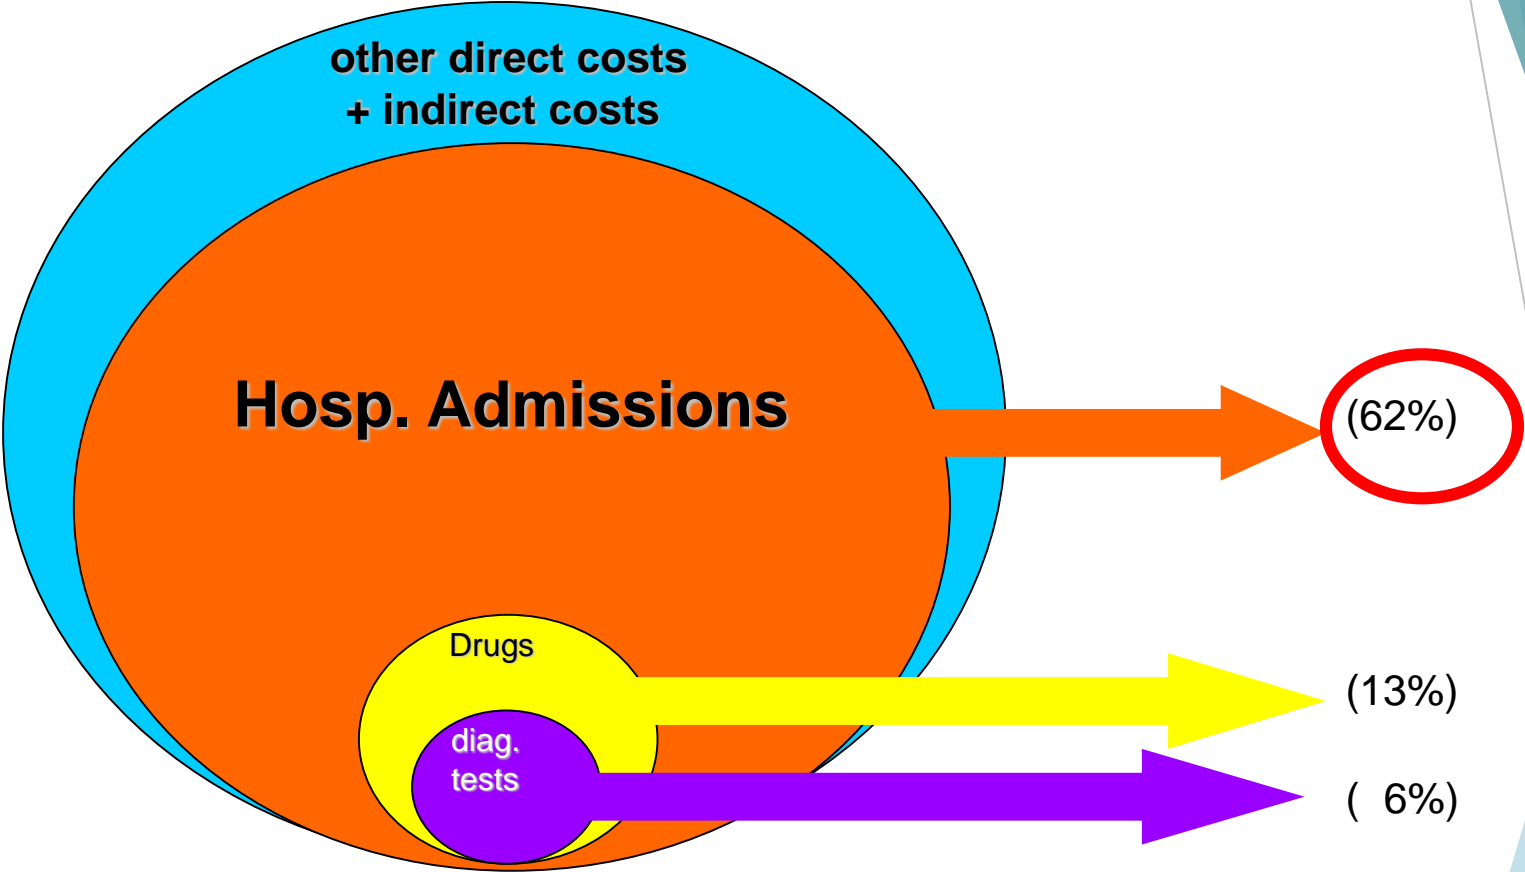 other direct costs
+ indirect costs
Hosp. Admissions
(62%)
Drugs
(13%)
diag.
tests
( 6%)